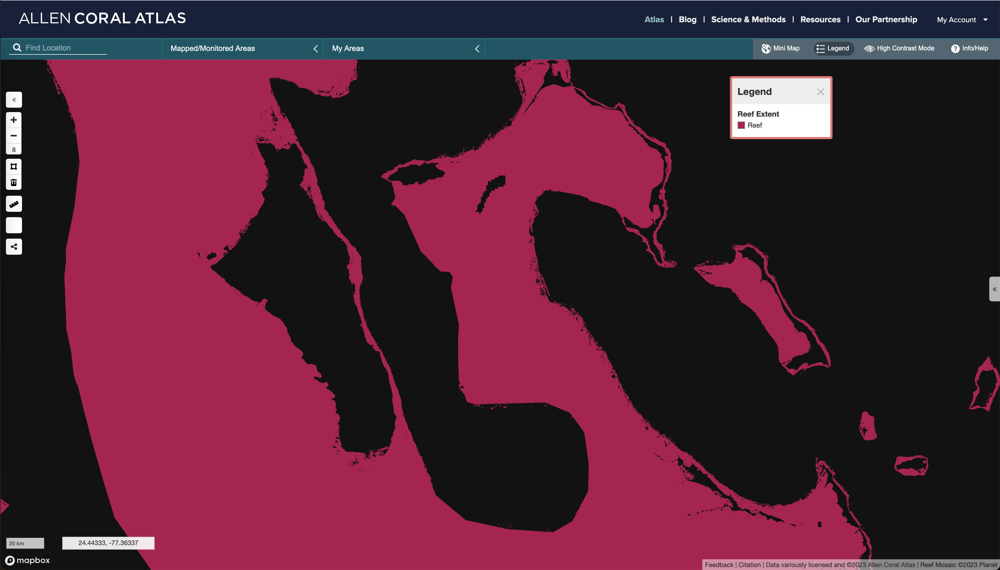 ALLEN CORAL ATLAS
Atlas | Blog | Science & Methods | Resources | Our Partnership My Account
Find Location
Mapped/Monitored Areas
My Areas
Mini Map
Legend
High Contrast Mode
Info/Help
Legend
Reef Extent
Reef
8
20 km
24.44333, -77.36337
mapbox
Feedback | Citation | Data variously licensed and ©2023 Allen Coral Atlas | Reef Mosaic ©2023 Planet